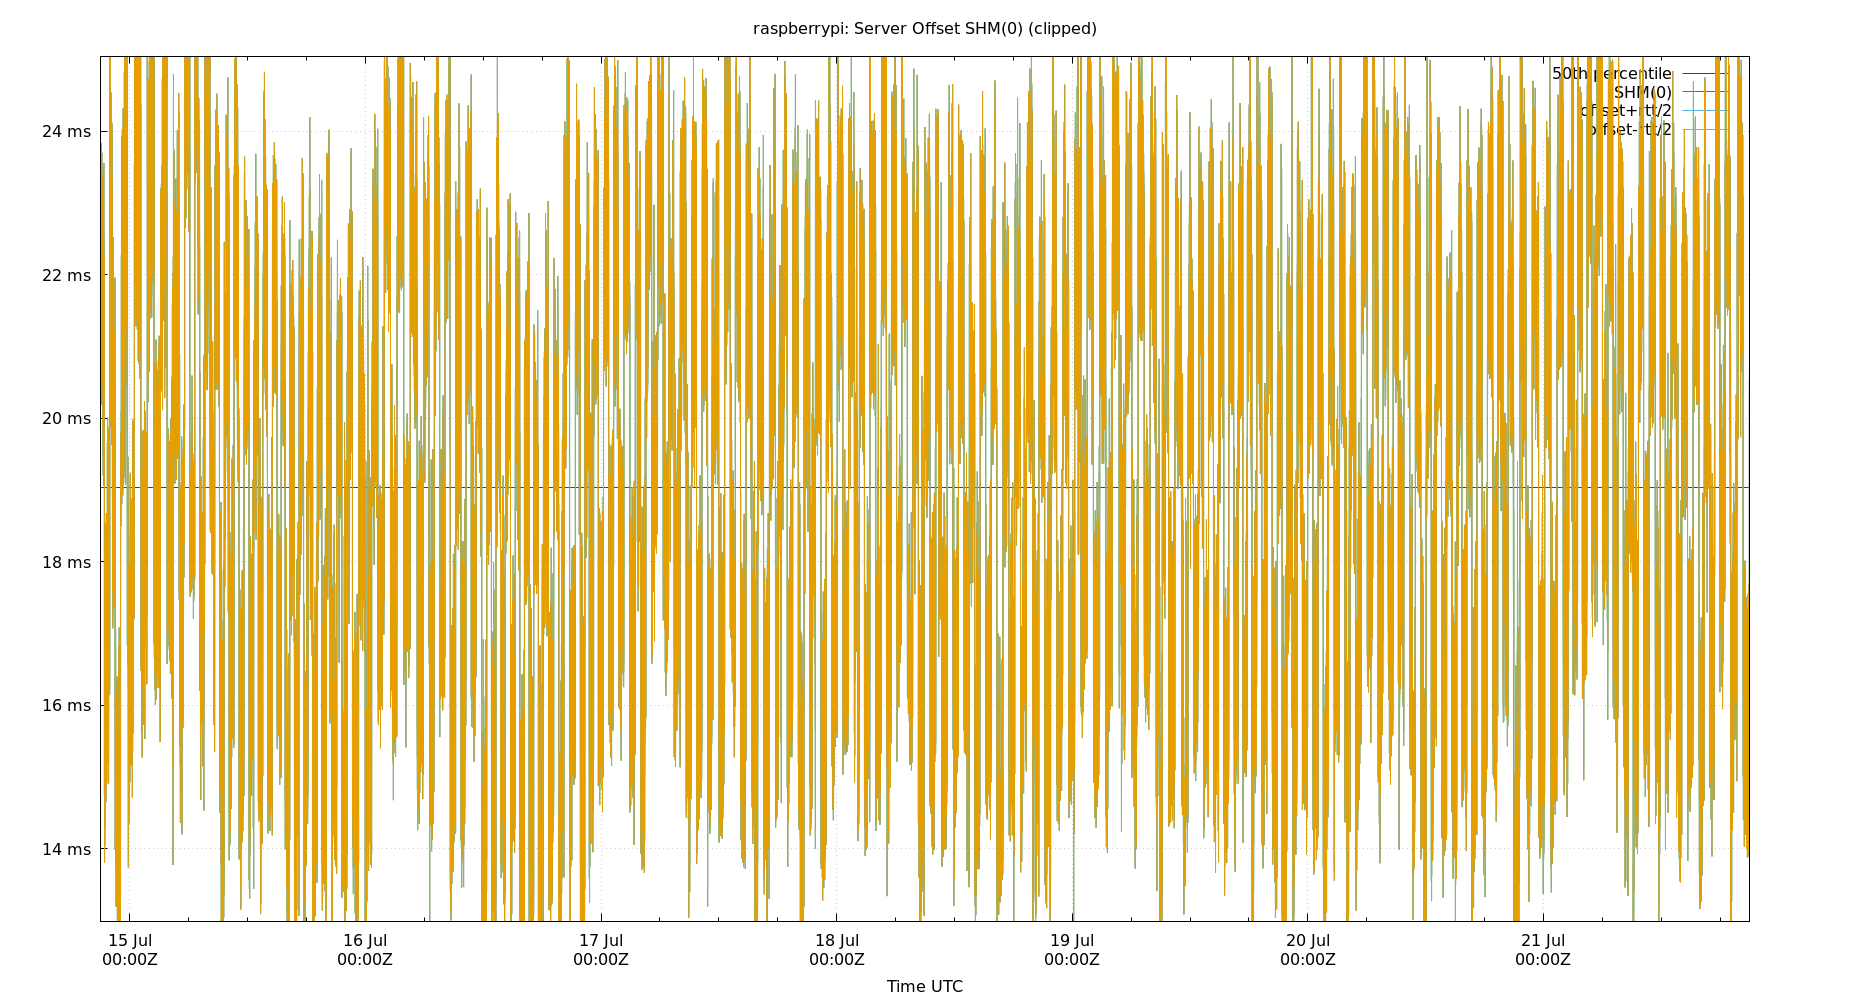 raspberrypi: Server Offset SHM(0) (clipped)
50th percentile
SHM(0)
offset+rtt/2
offset-rtt/2
24 ms
22 ms
20 ms
18 ms
16 ms
14 ms
15 Jul 16 Jul 17 Jul 18 Jul 19 Jul 20 Jul 21 Jul
00:00Z 00:00Z 00:00Z 00:00Z 00:00Z 00:00Z 00:00Z
Time UTC